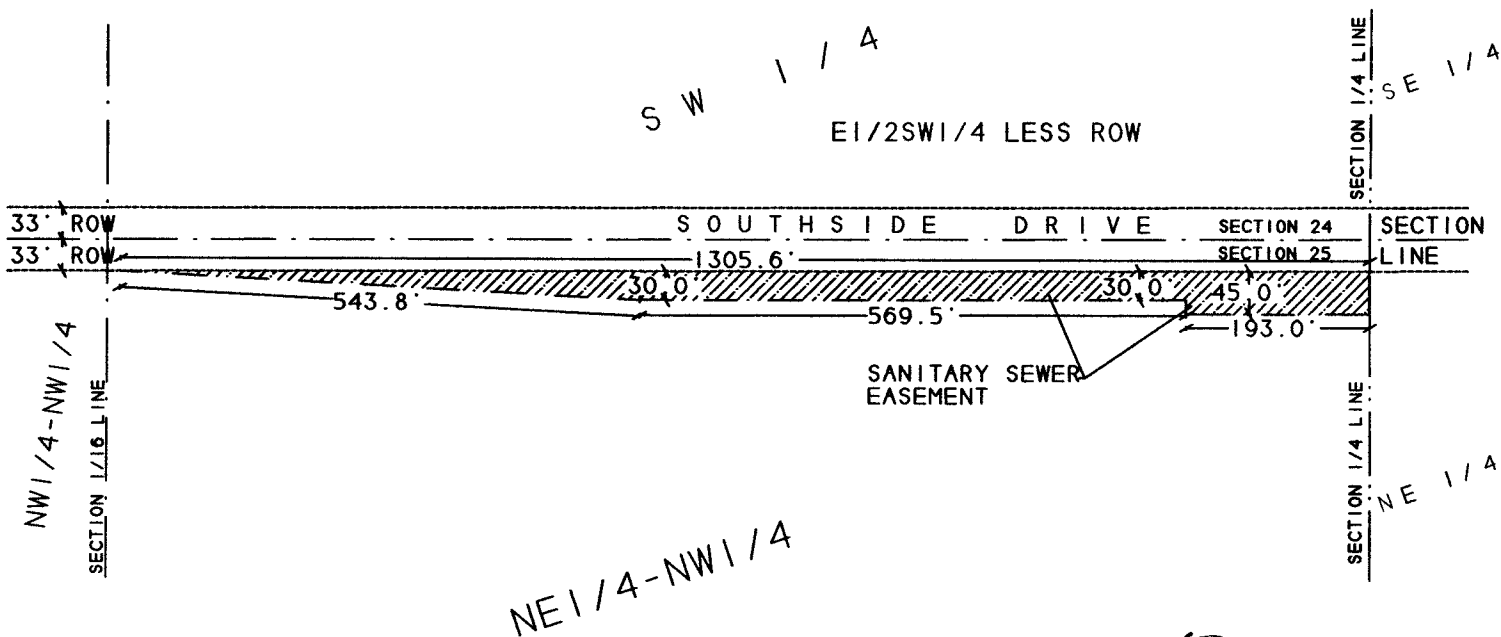 SW 1/4
SECTION 1/4 LINE
SE 1/4
E1/2SW1/4 LESS ROW
33' ROW
SOUTHSIDE DRIVE
SECTION 24
SECTION
33' ROW
1305.6'
SECTION 25
LINE
30.0'
30.0'
45.0'
543.8'
569.5'
193.0'
SANITARY SEWER
EASEMENT
NW1/4-NW1/4
SECTION 1/16 LINE
SECTION 1/4 LINE
NE 1/4
NE1/4-NW1/4